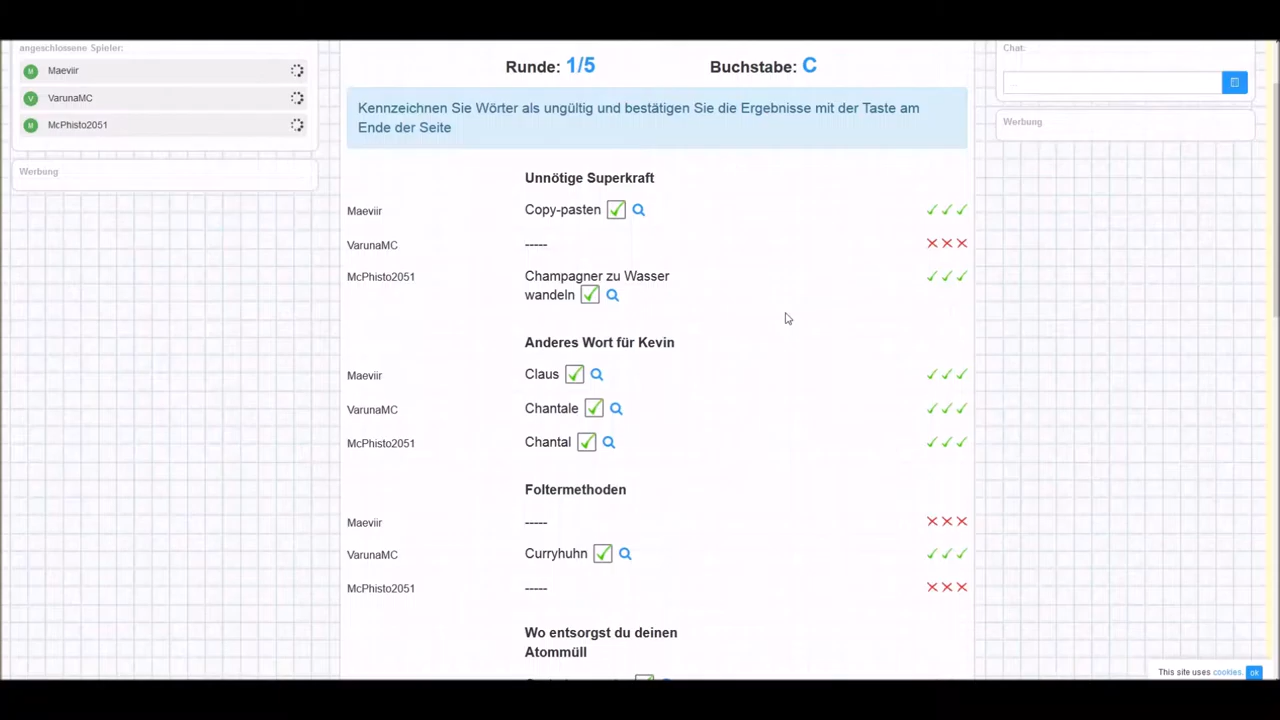 angeschlossene Spieler:
M Maeviir
V VarunaMC
M McPhisto2051
Werbung
Runde: 1/5 Buchstabe: C
Kennzeichnen Sie Wörter als ungültig und bestätigen Sie die Ergebnisse mit der Taste am
Ende der Seite
Unnötige Superkraft
Maeviir Copy-pasten
VarunaMC -----
McPhisto2051 Champagner zu Wasser
wandeln
Anderes Wort für Kevin
Maeviir Claus
VarunaMC Chantale
McPhisto2051 Chantal
Foltermethoden
Maeviir -----
VarunaMC Curryhuhn
McPhisto2051 -----
Wo entsorgst du deinen
Atommüll
Chat:
...
Werbung
This site uses cookies. ok